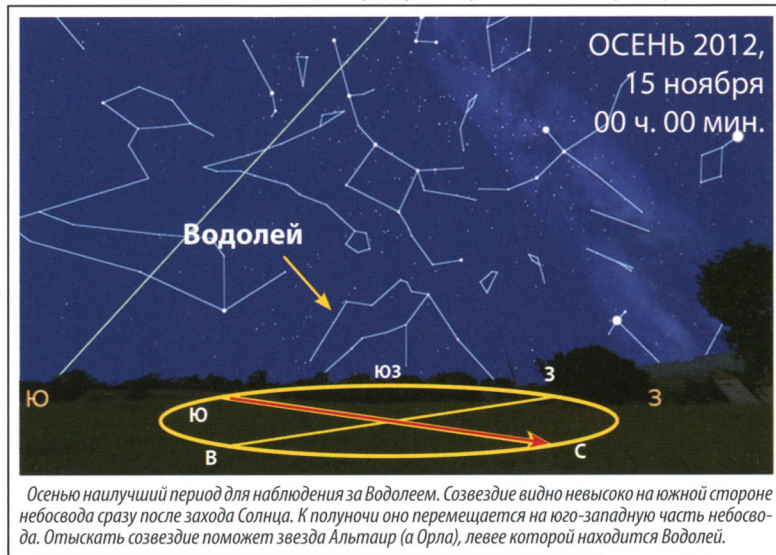 ОСЕНЬ 2012,
15 ноября
00 ч. 00 мин.
Водолей
ЮЗ
З
Ю
З
Ю
В
С
Осенью наилучший период для наблюдения за Водолеем. Созвездие видно невысоко на южной стороне
небосвода сразу после захода Солнца. К полуночи оно перемещается на юго-западную часть небосво-
да. Отыскать созвездие поможет звезда Альтаир (α Орла), левее которой находится Водолей.